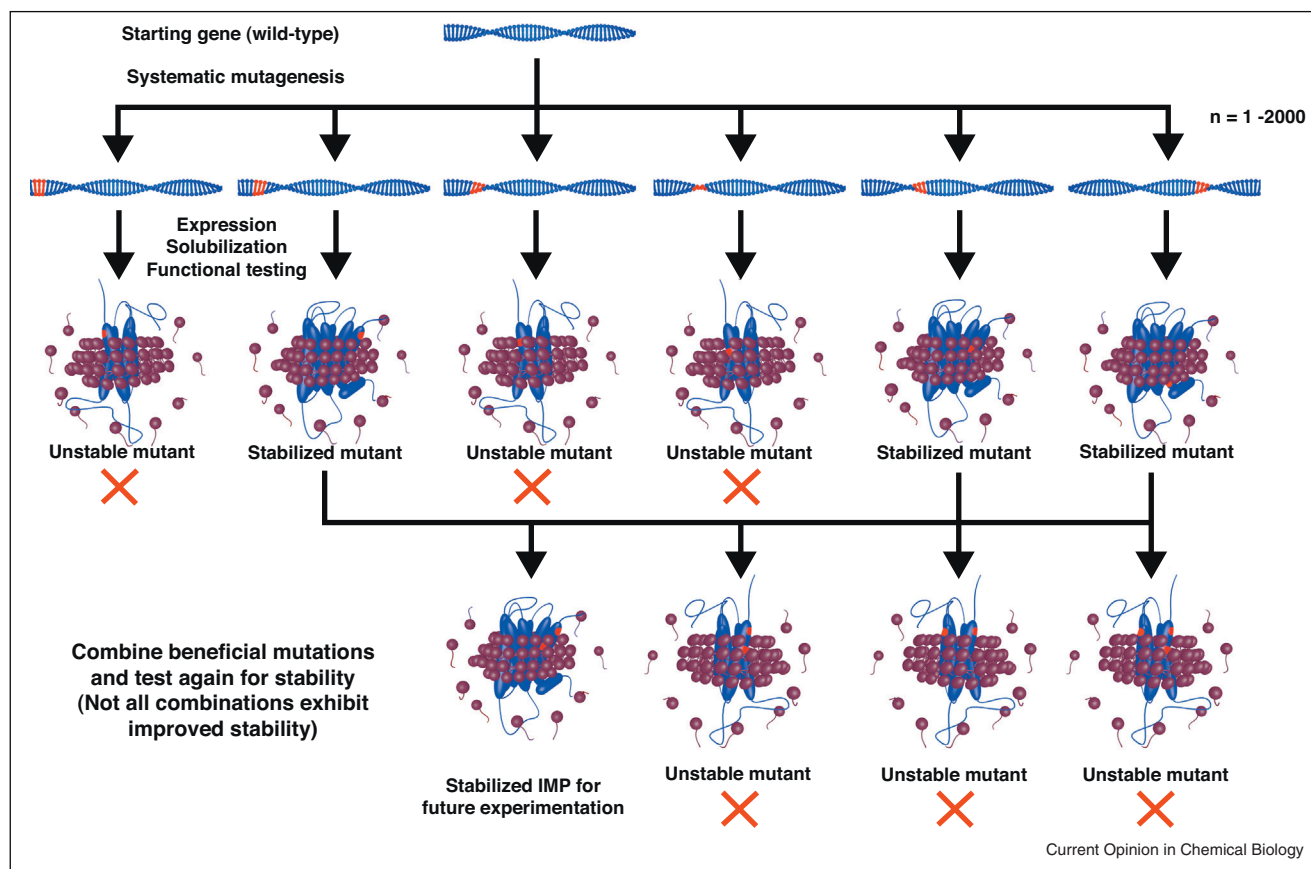 Starting gene (wild-type)
Systematic mutagenesis
n = 1 -2000
Expression
Solubilization
Functional testing
Unstable mutant
Stabilized mutant
Unstable mutant
Unstable mutant
Stabilized mutant
Stabilized mutant
Combine beneficial mutations
and test again for stability
(Not all combinations exhibit
improved stability)
Stabilized IMP for
future experimentation
Unstable mutant
Unstable mutant
Unstable mutant
Current Opinion in Chemical Biology